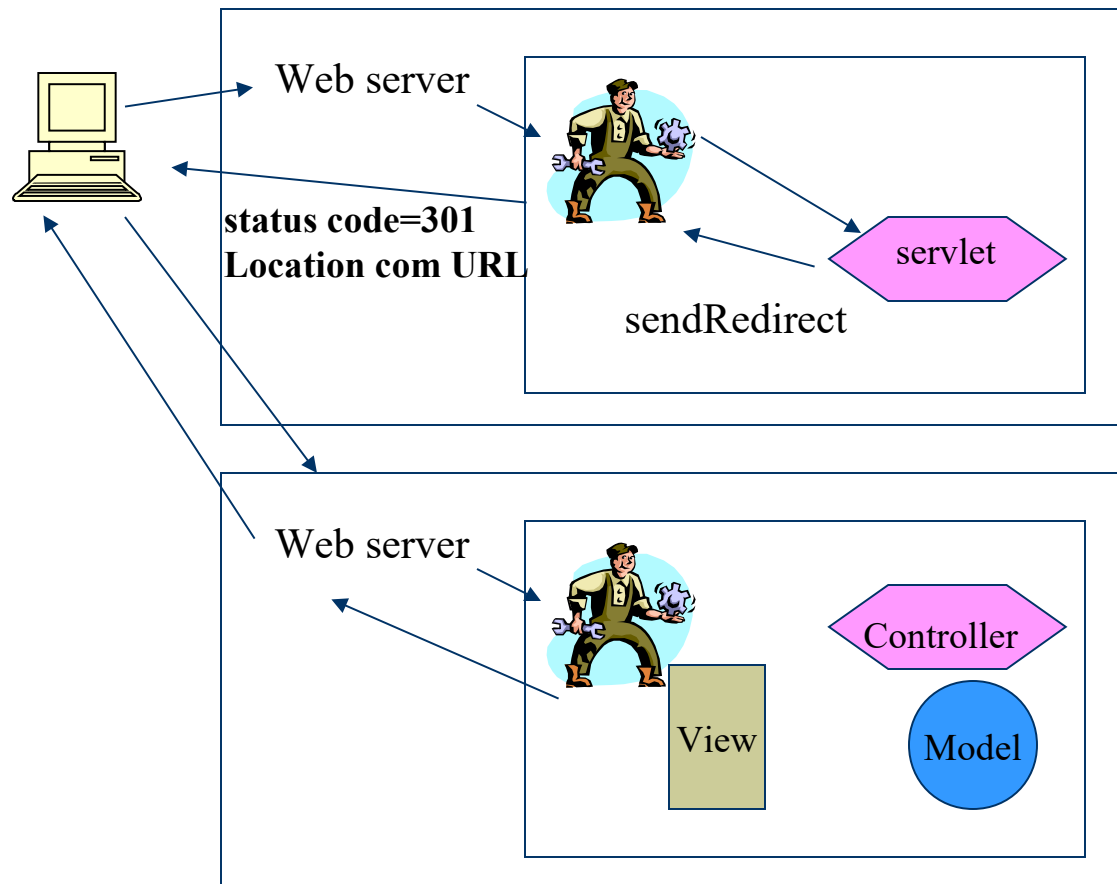 Web server
status code=301
Location com URL
servlet
sendRedirect
Web server
Controller
View
Model